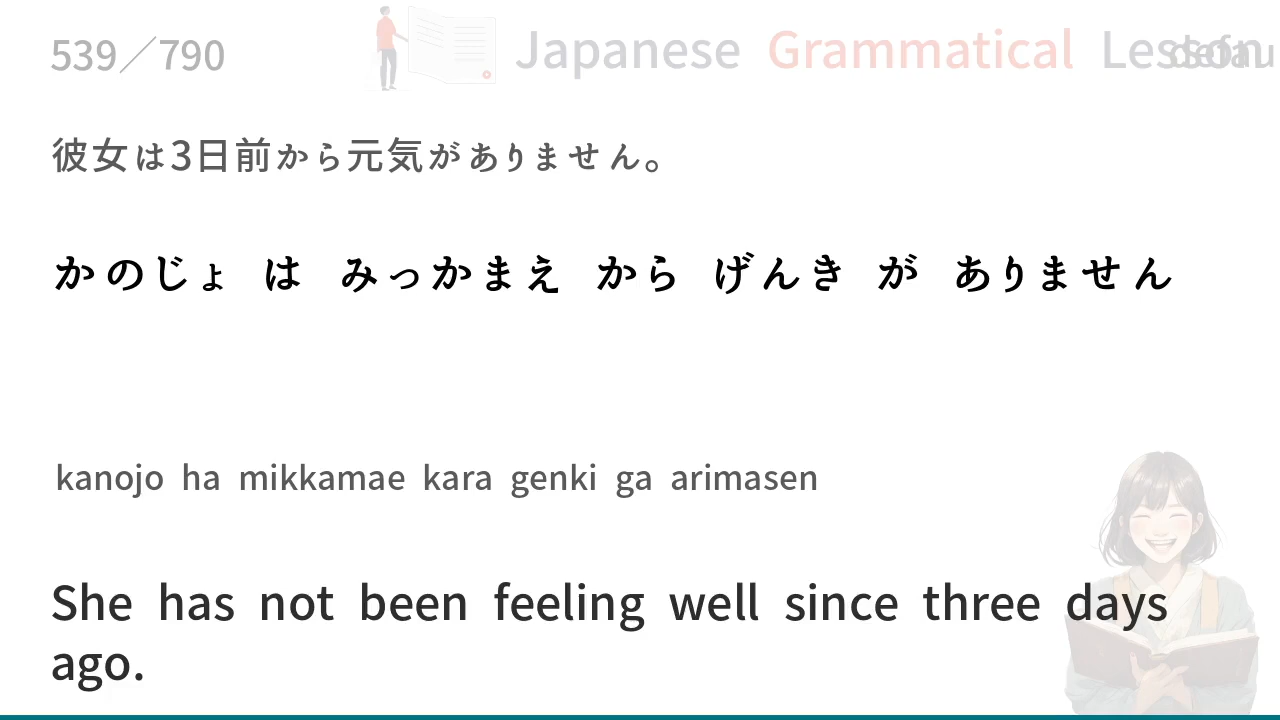 539／790
Japanese Grammatical Lesson
defau
彼女は3日前から元気がありません。
かのじょ は みっかまえ から げんき が ありません
kanojo ha mikkamae kara genki ga arimasen
She has not been feeling well since three days
ago.